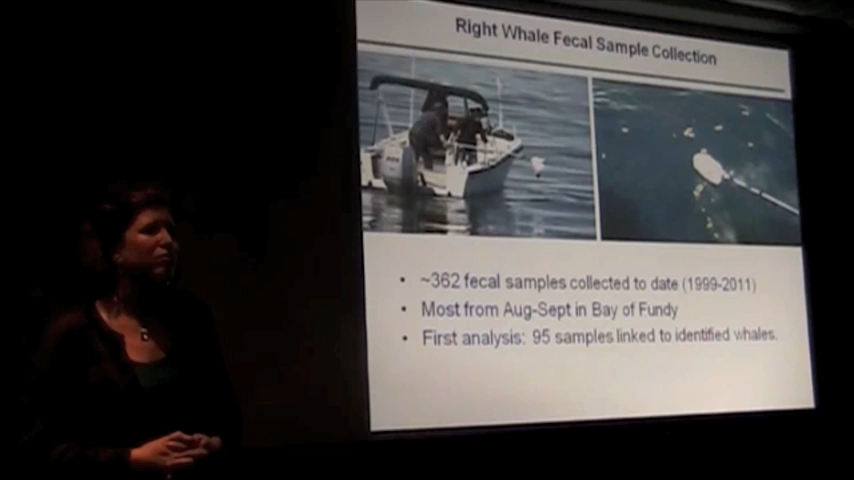 Right Whale Fecal Sample Collection
• ~362 fecal samples collected to date (1999-2011)
• Most from Aug-Sept in Bay of Fundy
• First analysis: 95 samples linked to identified whales.